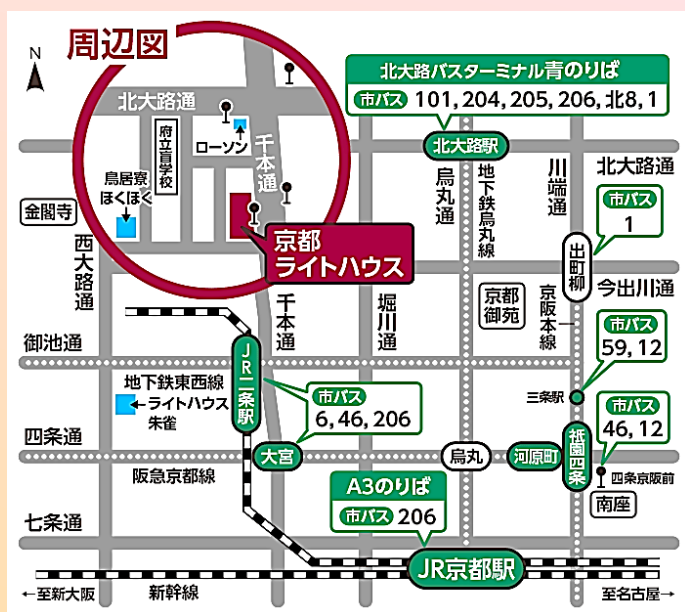 周辺図
N
北大路通
府立盲学校
ローソン
千本通
鳥居寮
ほくほく
金閣寺
京都
ライトハウス
北大路バスターミナル青のりば
市バス 101, 204, 205, 206, 北8, 1
北大路駅
烏丸通
地下鉄烏丸線
川端通
北大路通
市バス
1
出町柳
今出川通
西大路通
千本通
堀川通
京都
御苑
京阪本線
御池通
JR二条駅
市バス
59, 12
三条駅
地下鉄東西線
ライトハウス
朱雀
市バス
6, 46, 206
市バス
46, 12
四条通
大宮
烏丸
河原町
祇園四条
四条京阪前
南座
阪急京都線
A3のりば
市バス 206
七条通
JR京都駅
←至新大阪
新幹線
至名古屋→